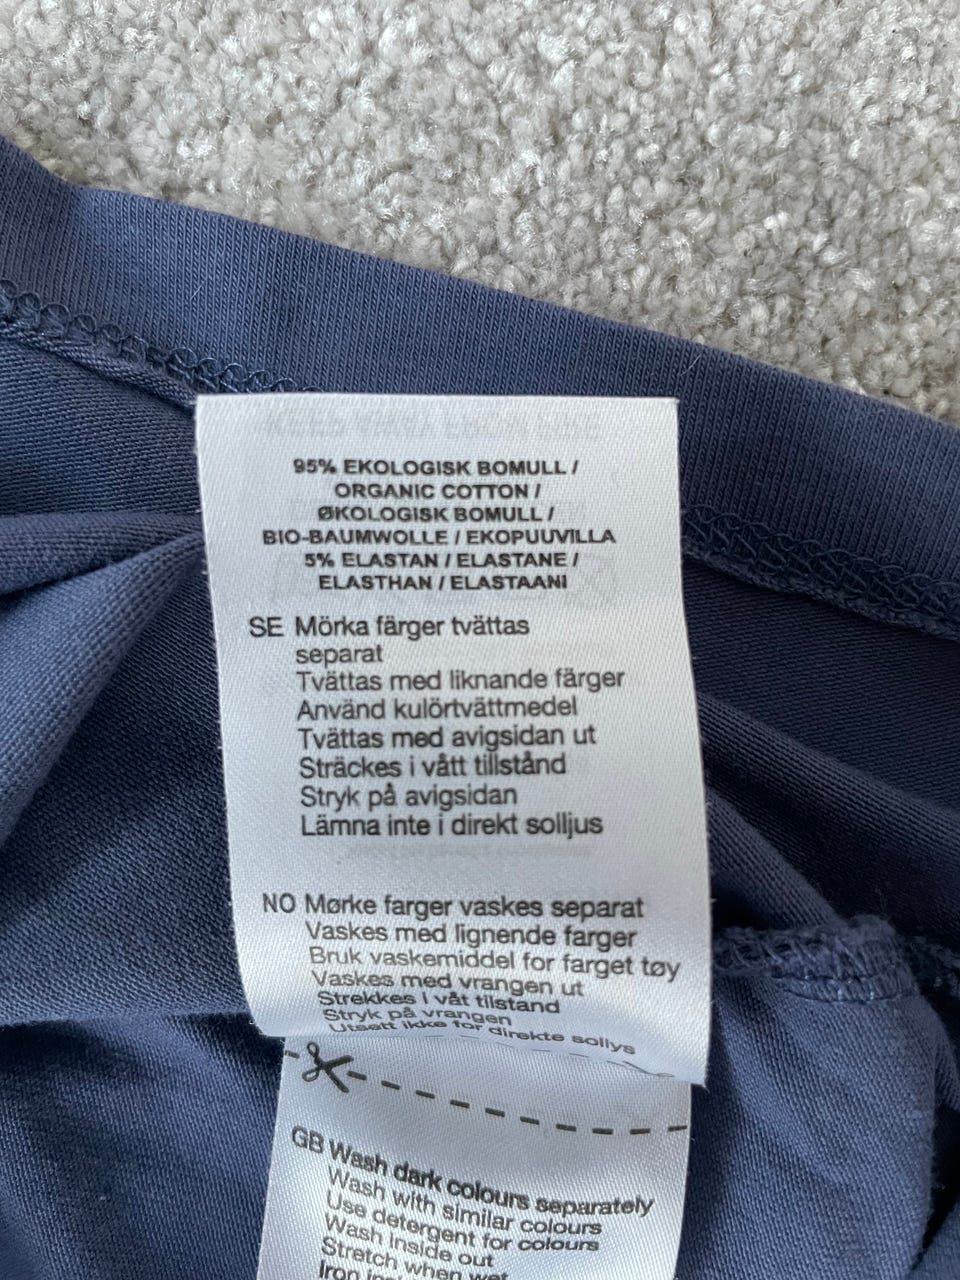 95% EKOLOGISK BOMULL /
ORGANIC COTTON /
ØKOLOGISK BOMULL /
BIO-BAUMWOLLE / EKOPUUVILLA
5% ELASTAN / ELASTANE /
ELASTHAN / ELASTAANI
SE Mörka färger tvättas
separat
Tvättas med liknande färger
Använd kulörtvättmedel
Tvättas med avigsidan ut
Sträckes i vått tillstånd
Stryk på avigsidan
Lämna inte i direkt solljus
NO Mørke farger vaskes separat
Vaskes med lignende farger
Bruk vaskemiddel for farget tøy
Vaskes med vrangen ut
Strekkes i våt tilstand
Stryk på vrangen
Utsett ikke for direkte sollys
GB Wash dark colours separately
Wash with similar colours
Use detergent for colours
Wash inside out
Stretch when wet
Iron